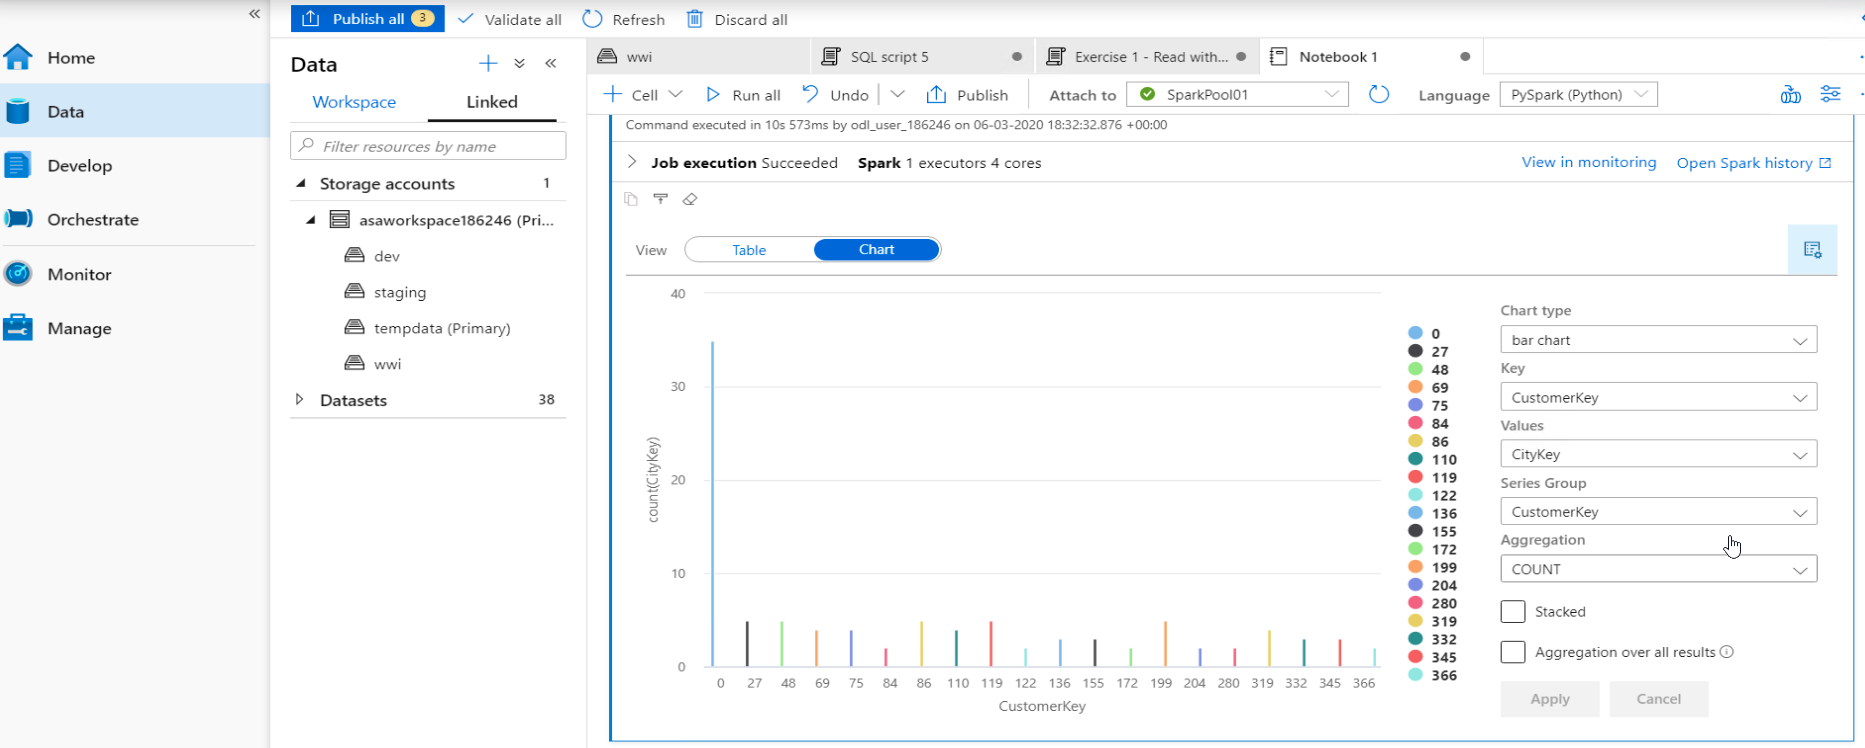 Publish all 3 Validate all Refresh Discard all
Home
Data
Develop
Orchestrate
Monitor
Manage
Data
Workspace Linked
Filter resources by name
Storage accounts 1
asaworkspace186246 (Pri...
dev
staging
tempdata (Primary)
wwi
Datasets 38
wwi SQL script 5 Exercise 1 - Read with... Notebook 1
Cell Run all Undo Publish Attach to SparkPool01 Language PySpark (Python)
Command executed in 10s 573ms by odl_user_186246 on 06-03-2020 18:32:32.876 +00:00
Job execution Succeeded Spark 1 executors 4 cores View in monitoring Open Spark history
View Table Chart
40
30
20
10
0
count(CityKey)
0 27 48 69 75 84 86 110 119 122 136 155 172 199 204 280 319 332 345 366
CustomerKey
0
27
48
69
75
84
86
110
119
122
136
155
172
199
204
280
319
332
345
366
Chart type
bar chart
Key
CustomerKey
Values
CityKey
Series Group
CustomerKey
Aggregation
COUNT
Stacked
Aggregation over all results
Apply Cancel